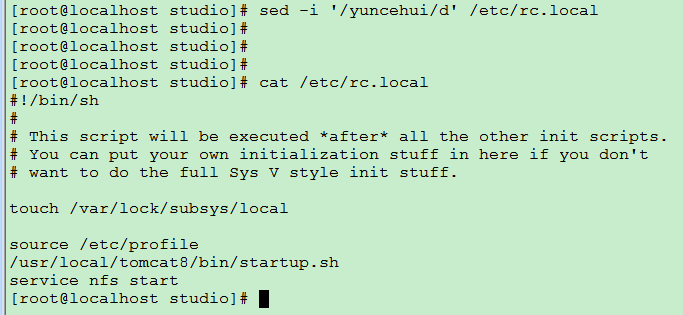 [root@localhost studio]# sed -i '/yuncehui/d' /etc/rc.local
[root@localhost studio]#
[root@localhost studio]#
[root@localhost studio]#
[root@localhost studio]# cat /etc/rc.local
#!/bin/sh
#
# This script will be executed *after* all the other init scripts.
# You can put your own initialization stuff in here if you don't
# want to do the full Sys V style init stuff.
touch /var/lock/subsys/local
source /etc/profile
/usr/local/tomcat8/bin/startup.sh
service nfs start
[root@localhost studio]#